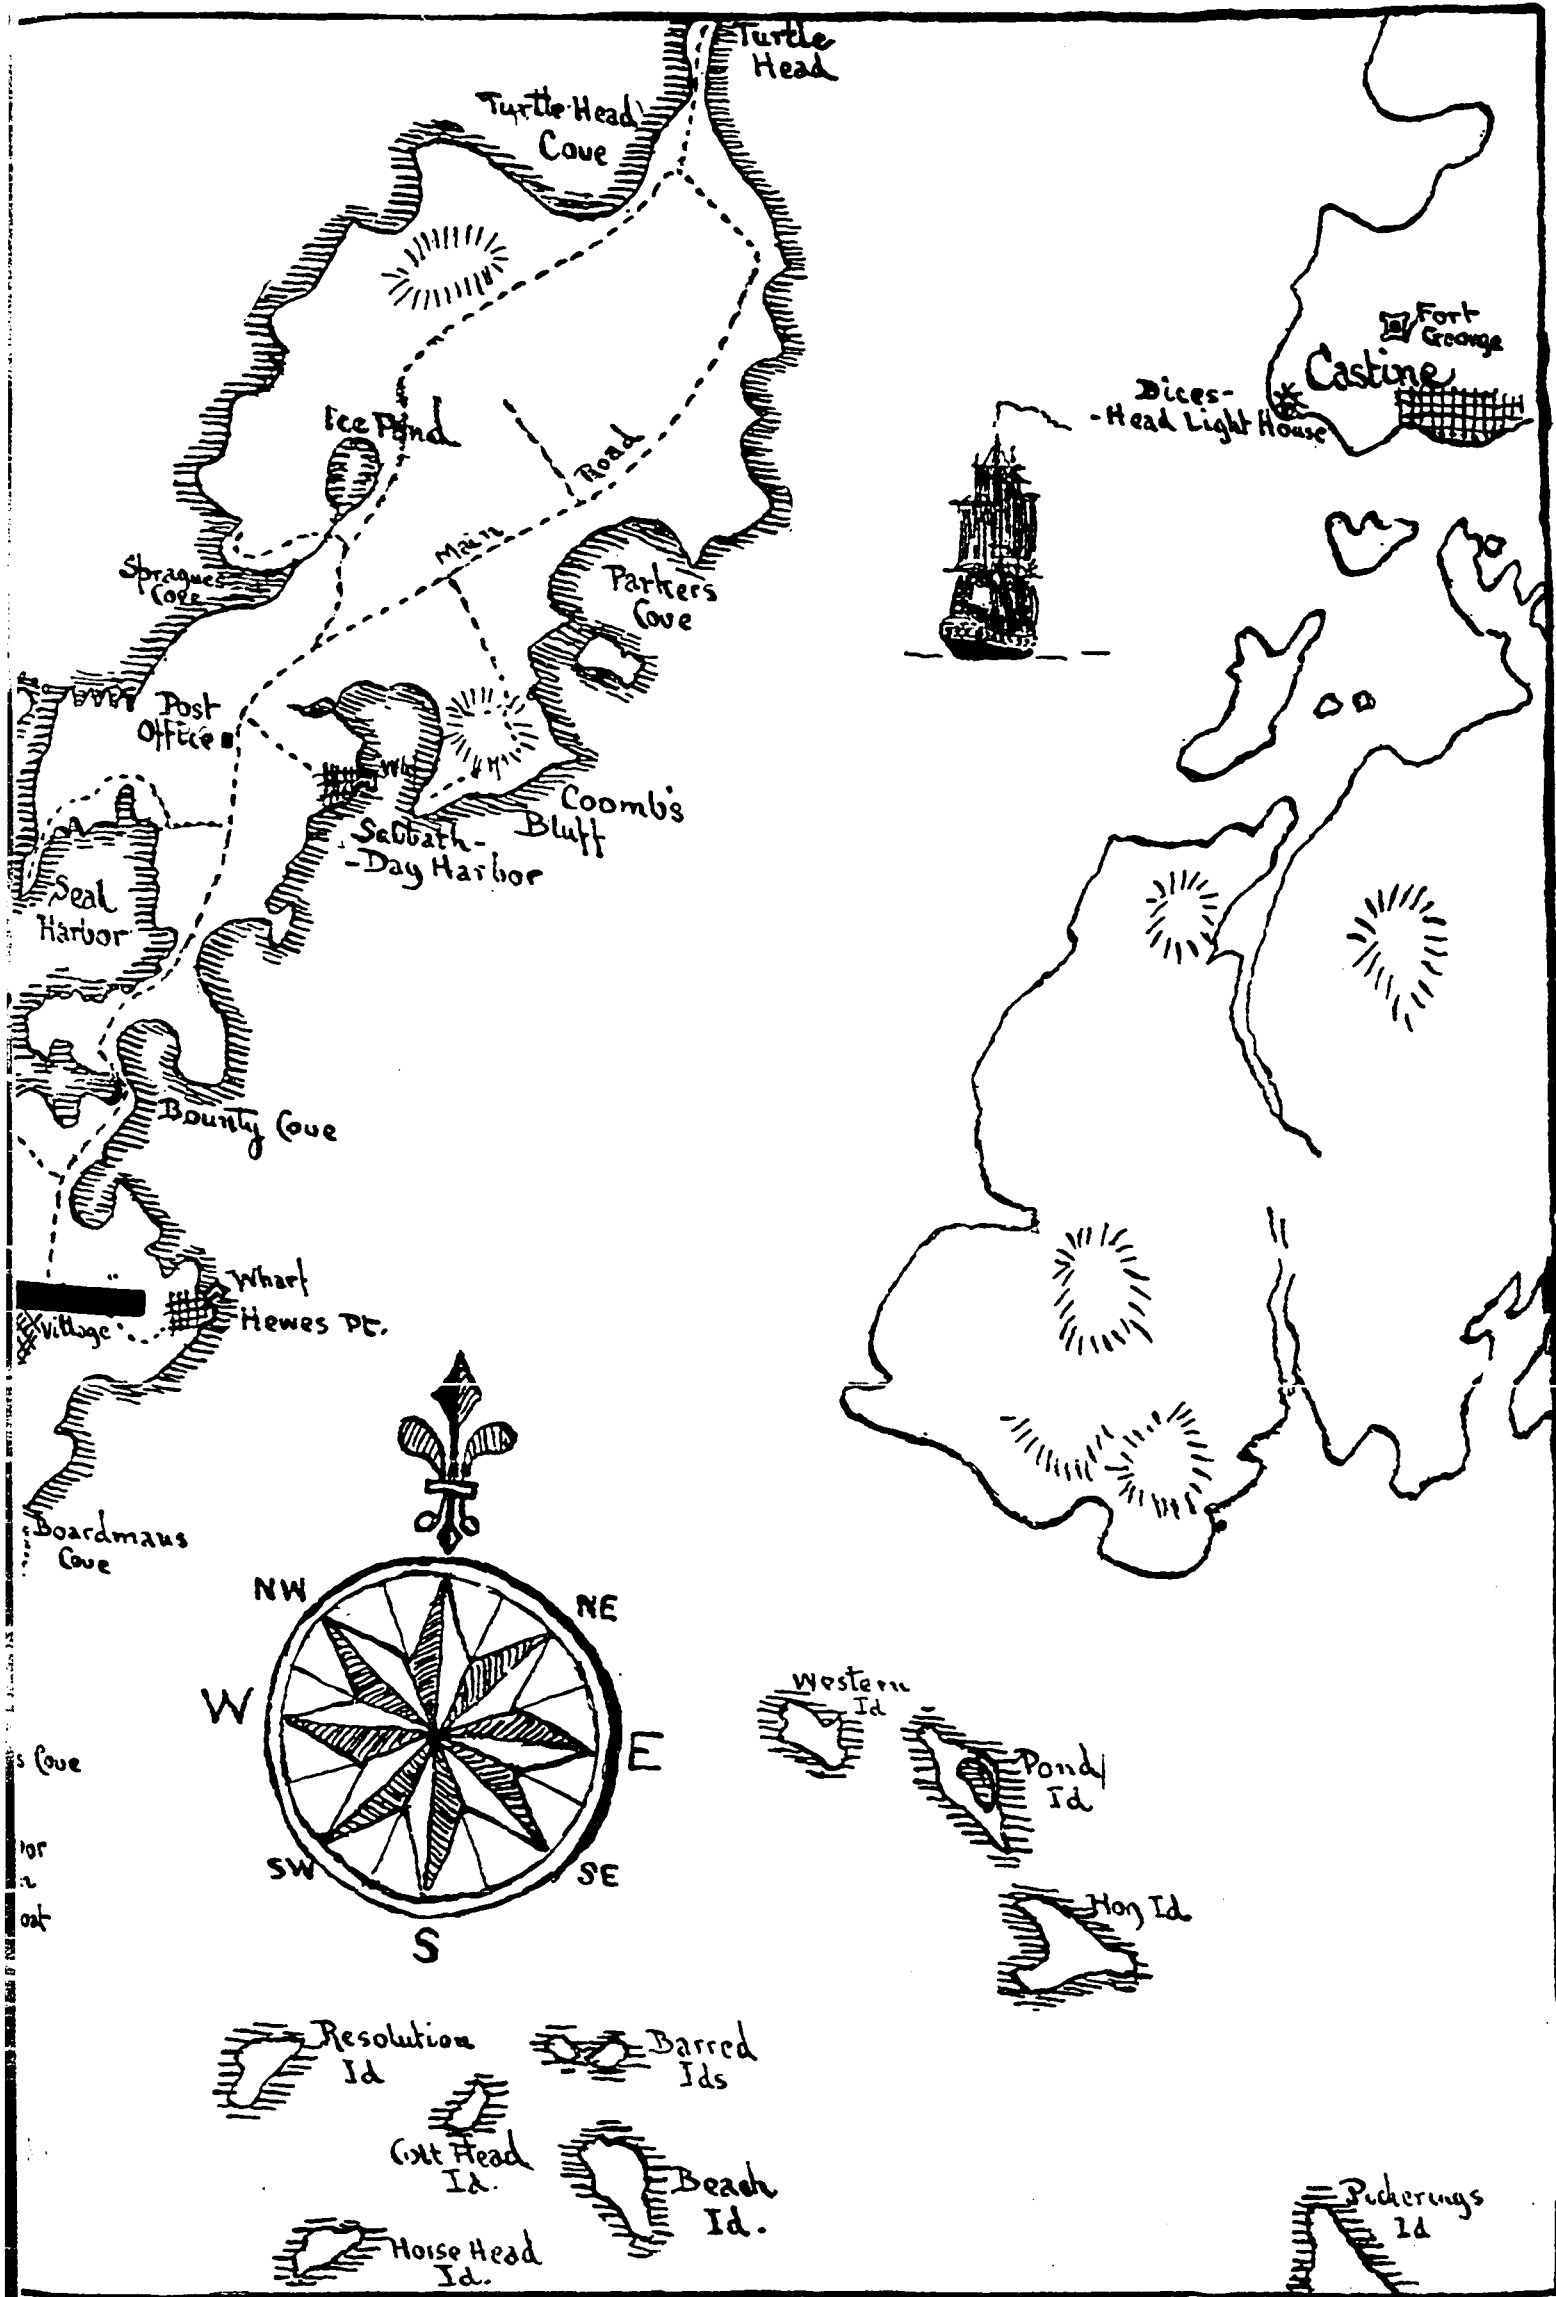 Turtle
Head
Turtle-Head
Cove
Fort
George
Castine
Dices-
-Head Light House
Ice Pond
Road
Main
Spragues
Cove
Parkers
Cove
Post
Office
Wh
Coomb's
Bluff
Sabbath-
-Day Harbor
Seal
Harbor
Bounty Cove
Wharf
Hewes Pt.
Village
Boardmans
Cove
NW
NE
W
E
SW
SE
S
s Cove
or
oat
Western
Id
Pond
Id
Hog Id
Resolution
Id
Barred
Ids
Colt Head
Id.
Beach
Id.
Horse Head
Id.
Pickerings
Id